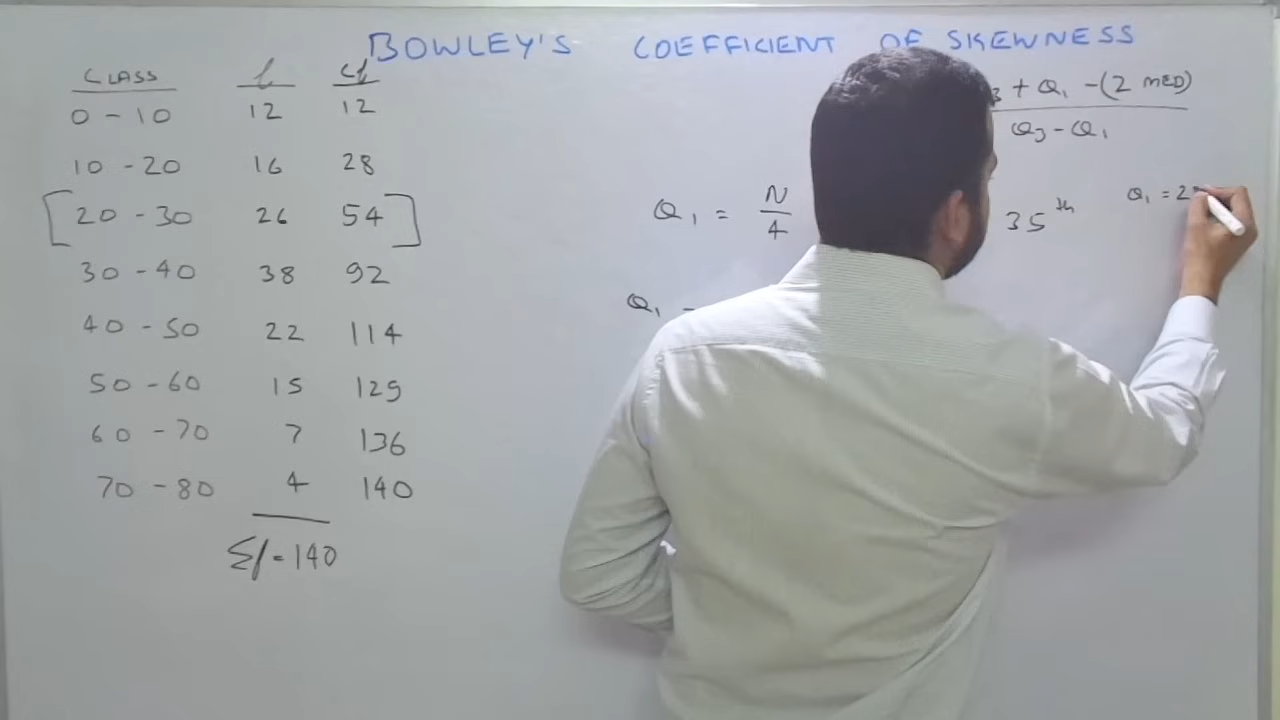 BOWLEY'S COEFFICIENT OF SKEWNESS
CLASS f cf
0 - 10 12 12
10 - 20 16 28
[ 20 - 30 26 54 ]
30 - 40 38 92
40 - 50 22 114
50 - 60 15 129
60 - 70 7 136
70 - 80 4 140
Σf = 140
3 + Q1 - (2 MED)
Q3 - Q1
Q1 = N/4
35th
Q1 = 2
Q1